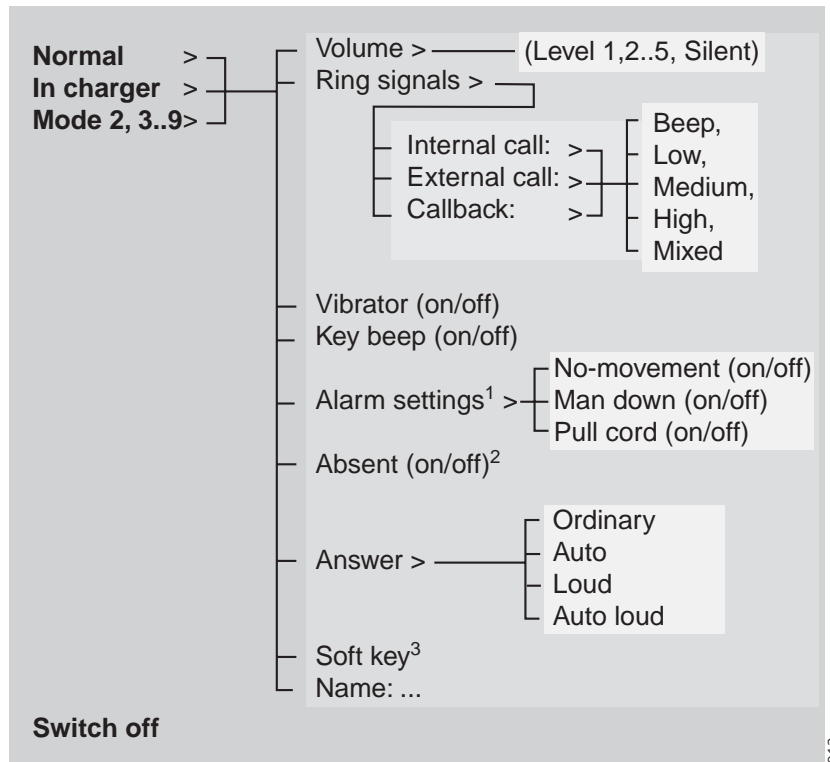 Normal >
In charger >
Mode 2, 3..9>
Volume > (Level 1,2..5, Silent)
Ring signals >
Internal call: >
External call: >
Callback: >
Beep,
Low,
Medium,
High,
Mixed
Vibrator (on/off)
Key beep (on/off)
Alarm settings1 >
No-movement (on/off)
Man down (on/off)
Pull cord (on/off)
Absent (on/off)2
Answer >
Ordinary
Auto
Loud
Auto loud
Soft key3
Name: ...
Switch off